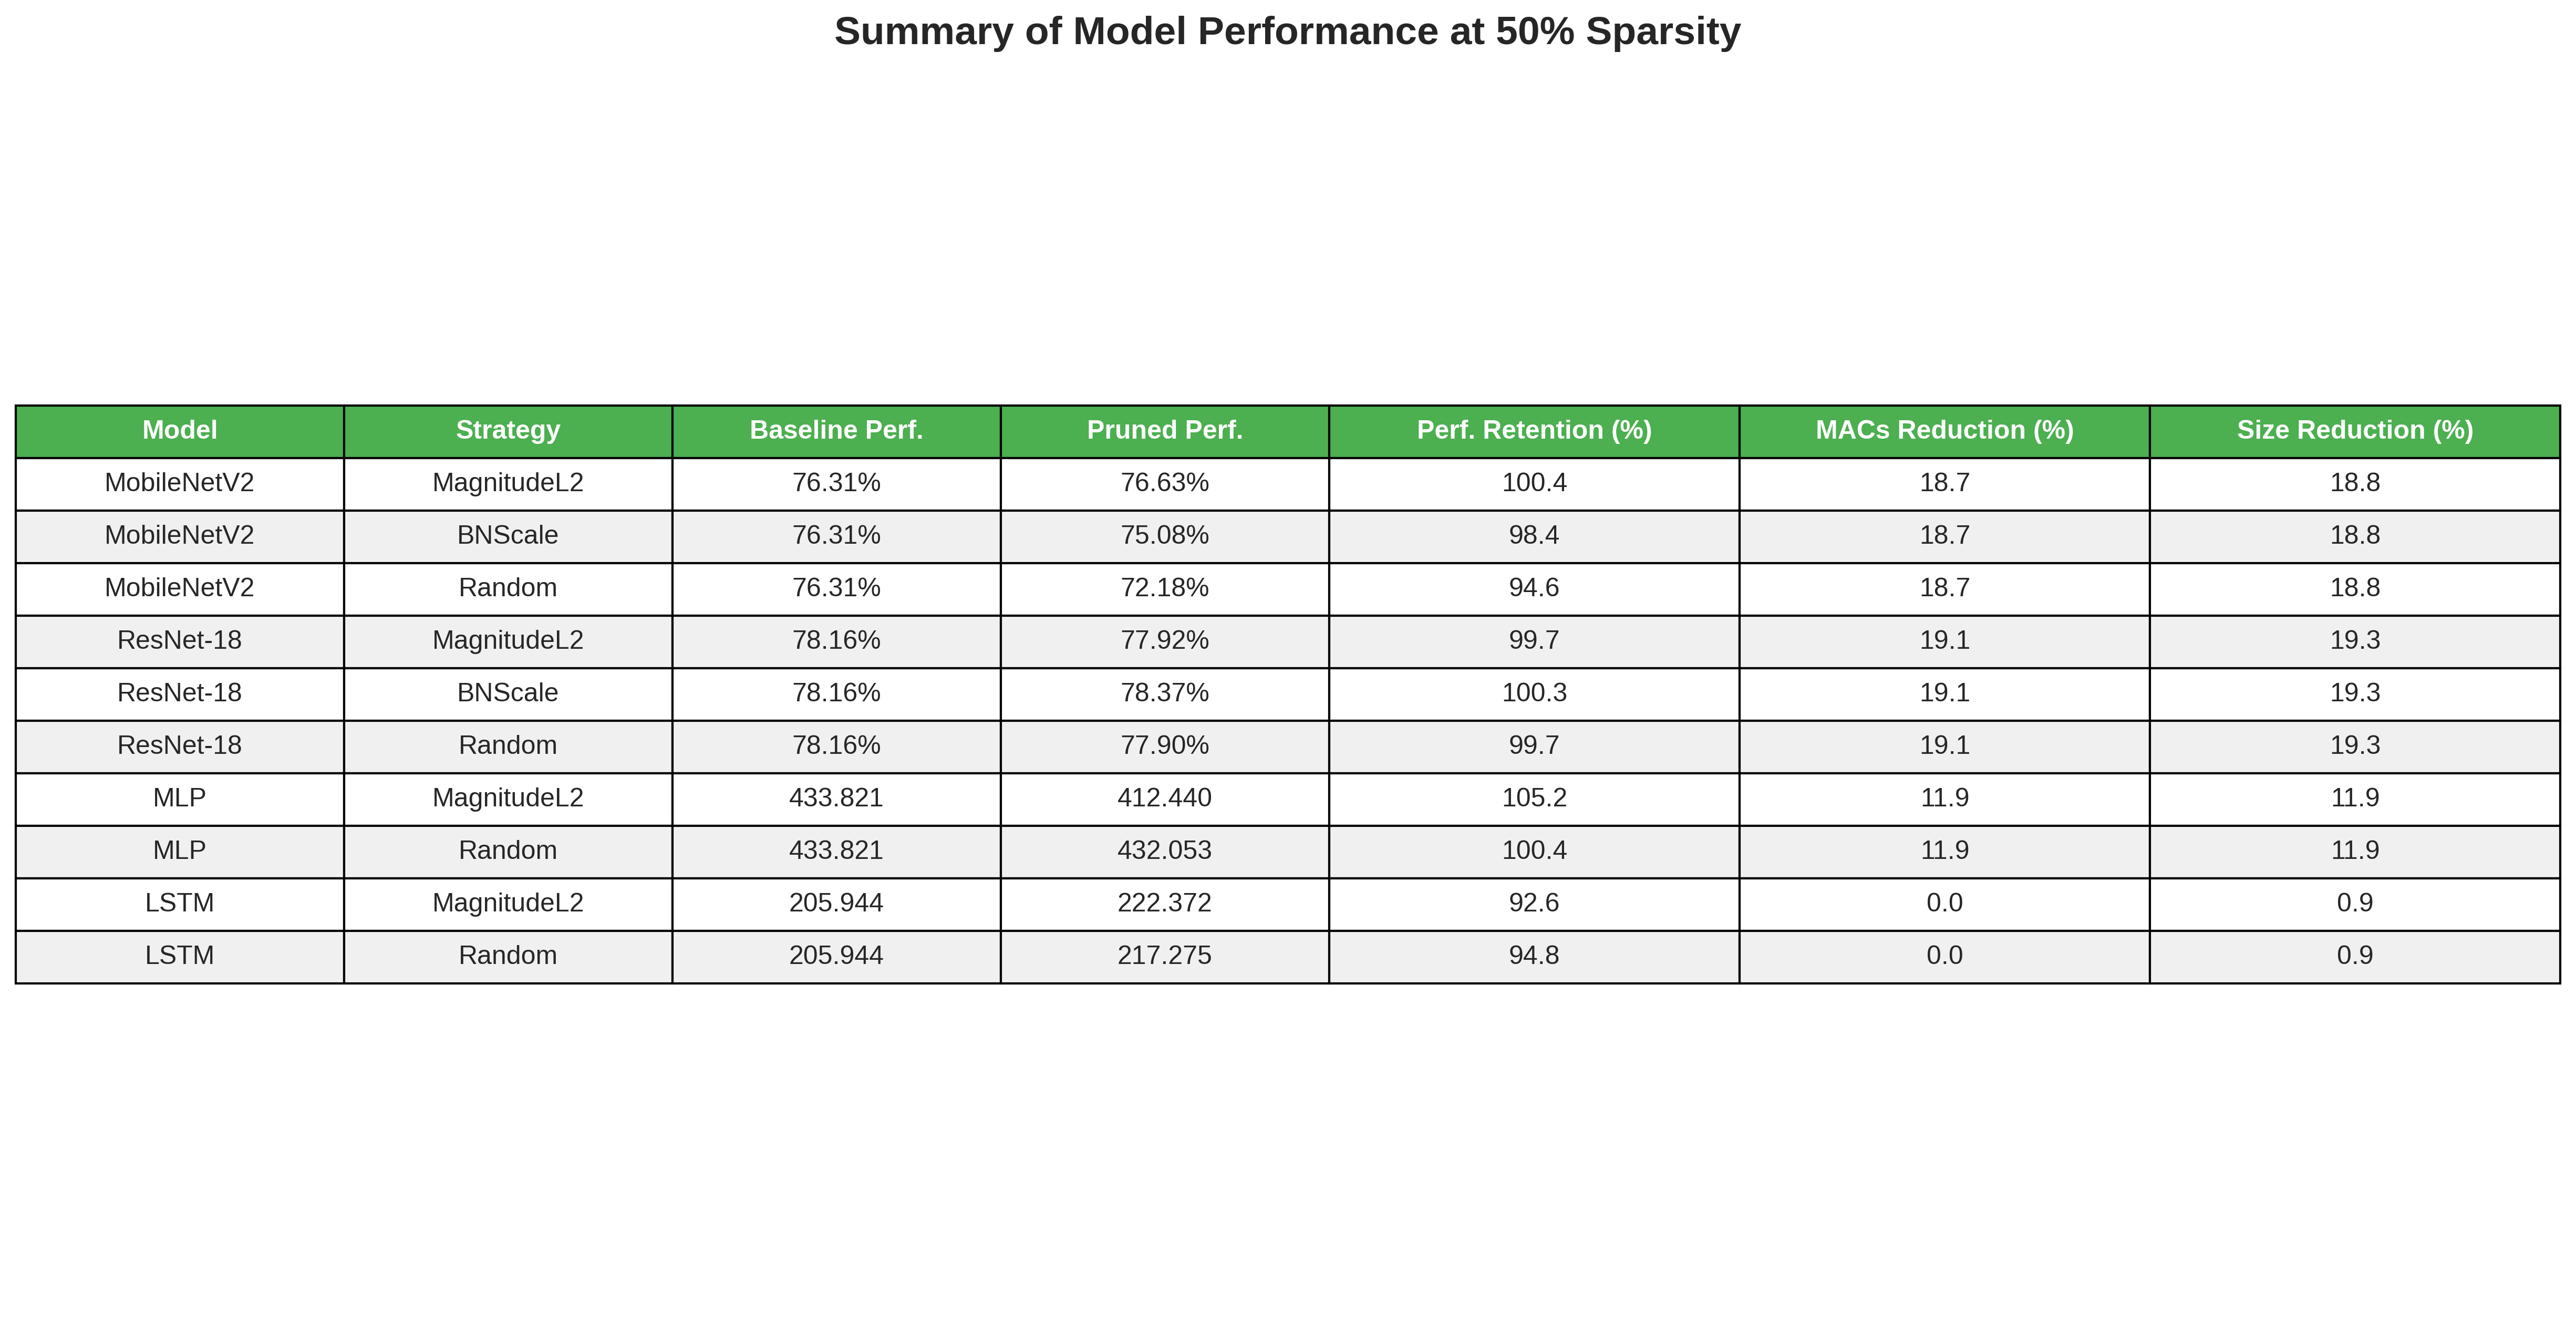 Summary of Model Performance at 50% Sparsity
Model Strategy Baseline Perf. Pruned Perf. Perf. Retention (%) MACs Reduction (%) Size Reduction (%)
MobileNetV2 MagnitudeL2 76.31% 76.63% 100.4 18.7 18.8
MobileNetV2 BNScale 76.31% 75.08% 98.4 18.7 18.8
MobileNetV2 Random 76.31% 72.18% 94.6 18.7 18.8
ResNet-18 MagnitudeL2 78.16% 77.92% 99.7 19.1 19.3
ResNet-18 BNScale 78.16% 78.37% 100.3 19.1 19.3
ResNet-18 Random 78.16% 77.90% 99.7 19.1 19.3
MLP MagnitudeL2 433.821 412.440 105.2 11.9 11.9
MLP Random 433.821 432.053 100.4 11.9 11.9
LSTM MagnitudeL2 205.944 222.372 92.6 0.0 0.9
LSTM Random 205.944 217.275 94.8 0.0 0.9